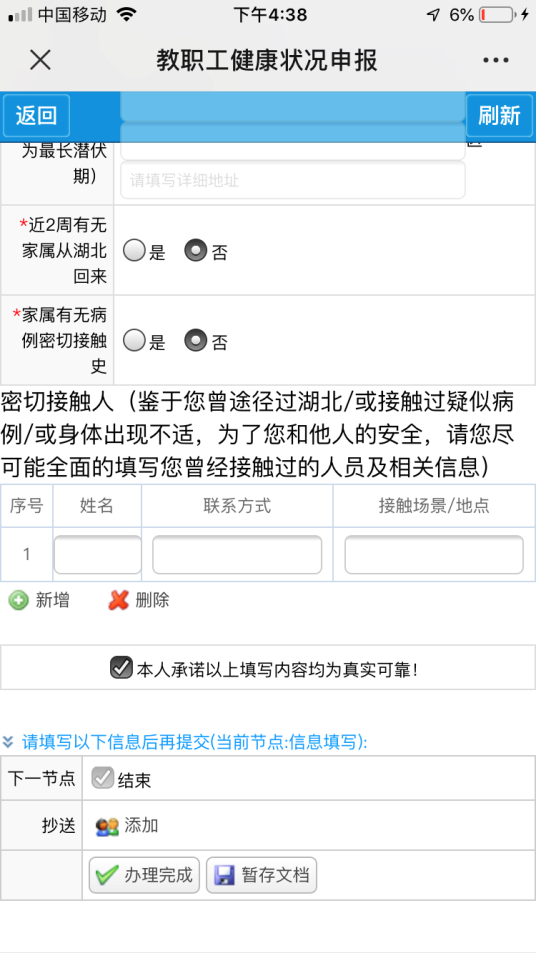 中国移动 下午4:38 6%
教职工健康状况申报
返回 刷新
为最长潜伏
期）
请填写详细地址
*近2周有无
家属从湖北
回来
是 否
*家属有无病
例密切接触
史
是 否
密切接触人（鉴于您曾途径过湖北/或接触过疑似病
例/或身体出现不适，为了您和他人的安全，请您尽
可能全面的填写您曾经接触过的人员及相关信息）
序号 姓名 联系方式 接触场景/地点
1
新增 删除
本人承诺以上填写内容均为真实可靠！
请填写以下信息后再提交(当前节点:信息填写):
下一节点 结束
抄送 添加
办理完成 暂存文档